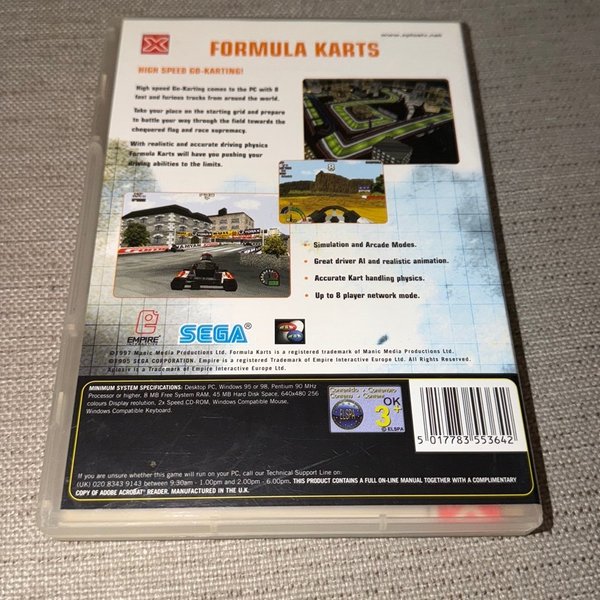 www.xplosiv.net
FORMULA KARTS
HIGH SPEED GO-KARTING!
High speed Go-Karting comes to the PC with 8
fast and furious tracks from around the world.
Take your place on the starting grid and prepare
to battle your way through the field towards the
chequered flag and race supremacy.
With realistic and accurate driving physics
Formula Karts will have you pushing your
driving abilities to the limits.
8
Simulation and Arcade Modes.
Great driver AI and realistic animation.
Accurate Kart handling physics.
Up to 8 player network mode.
EMPIRE
INTERACTIVE
SEGA®
©1997 Manic Media Productions Ltd. Formula Karts is a registered trademark of Manic Media Productions Ltd.
©1995 SEGA CORPORATION. Empire is a registered Trademark of Empire Interactive Europe Ltd. All Rights Reserved.
Xplosiv is a Trademark of Empire Interactive Europe Ltd.
MINIMUM SYSTEM SPECIFICATIONS: Desktop PC, Windows 95 or 98, Pentium 90 MHz
Processor or higher, 8 MB Free System RAM, 45 MB Hard Disk Space, 640x480 256
colours Display reolution, 2x Speed CD-ROM, Windows Compatible Mouse,
Windows Compatible Keyboard.
ELSPA
OK
3+
©ELSPA
5 017783 553642
If you are unsure whether this game will run on your PC, call our Technical Support Line on:
(UK) 020 8343 9143 between 9:30am - 1.00pm and 2.00pm - 6.00pm. THIS PRODUCT CONTAINS A FULL ON-LINE MANUAL TOGETHER WITH A COMPLIMENTARY
COPY OF ADOBE ACROBAT® READER. MANUFACTURED IN THE U.K.